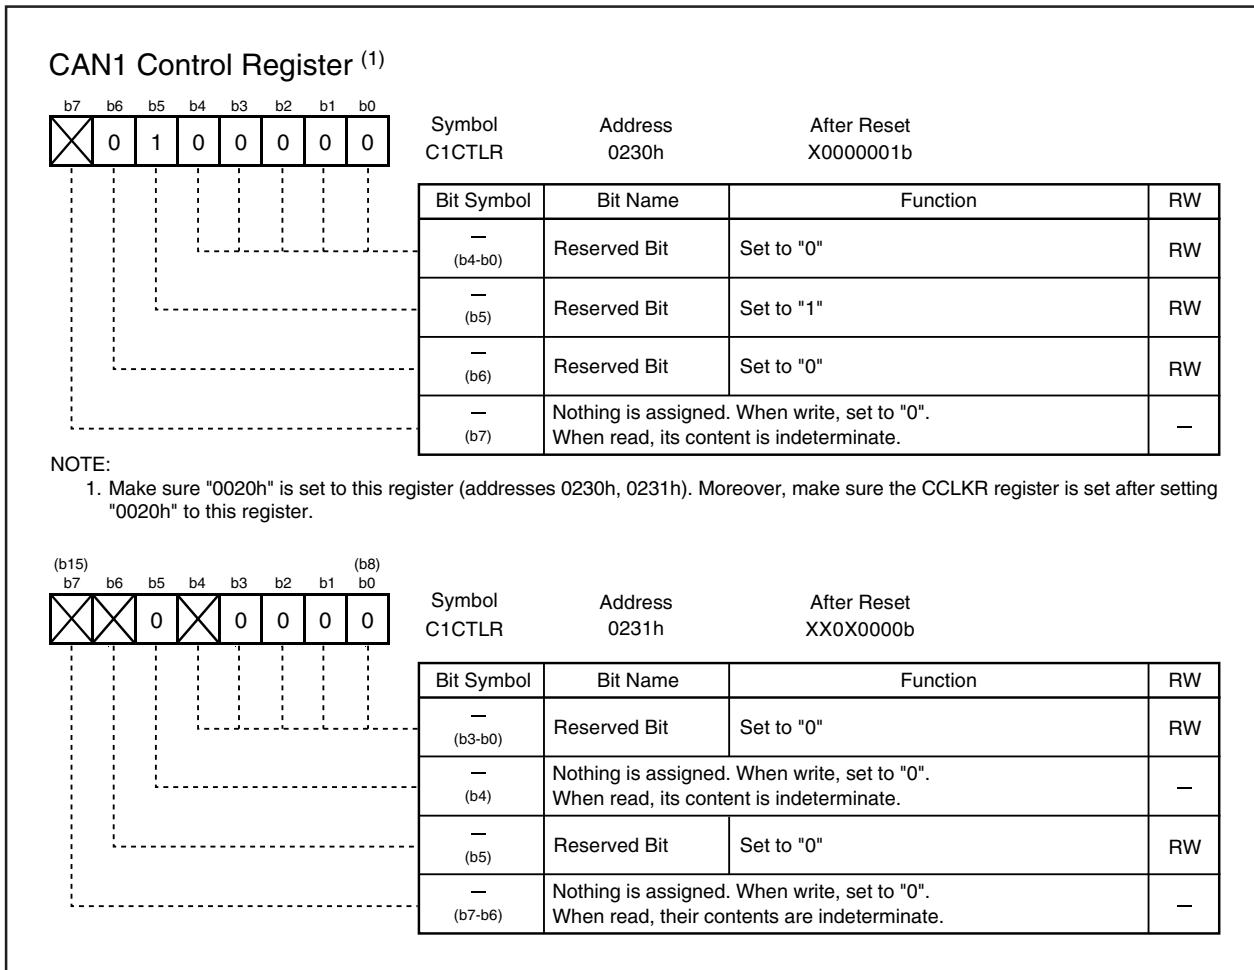 CAN1 Control Register (1)
b7 b6 b5 b4 b3 b2 b1 b0
0 1 0 0 0 0 0
Symbol Address After Reset
C1CTLR 0230h X0000001b
Bit Symbol Bit Name Function RW
— (b4-b0) Reserved Bit Set to "0" RW
— (b5) Reserved Bit Set to "1" RW
— (b6) Reserved Bit Set to "0" RW
— (b7) Nothing is assigned. When write, set to "0".
When read, its content is indeterminate. —
NOTE:
1. Make sure "0020h" is set to this register (addresses 0230h, 0231h). Moreover, make sure the CCLKR register is set after setting
"0020h" to this register.
(b15) (b8)
b7 b6 b5 b4 b3 b2 b1 b0
0 0 0 0 0
Symbol Address After Reset
C1CTLR 0231h XX0X0000b
Bit Symbol Bit Name Function RW
— (b3-b0) Reserved Bit Set to "0" RW
— (b4) Nothing is assigned. When write, set to "0".
When read, its content is indeterminate. —
— (b5) Reserved Bit Set to "0" RW
— (b7-b6) Nothing is assigned. When write, set to "0".
When read, their contents are indeterminate. —